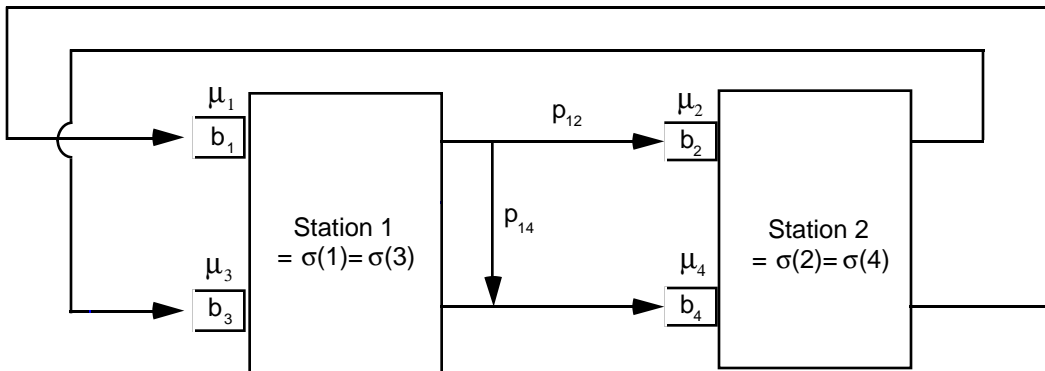 μ₁
b₁
μ₃
b₃
Station 1
= σ(1)= σ(3)
p₁₂
p₁₄
μ₂
b₂
μ₄
b₄
Station 2
= σ(2)= σ(4)